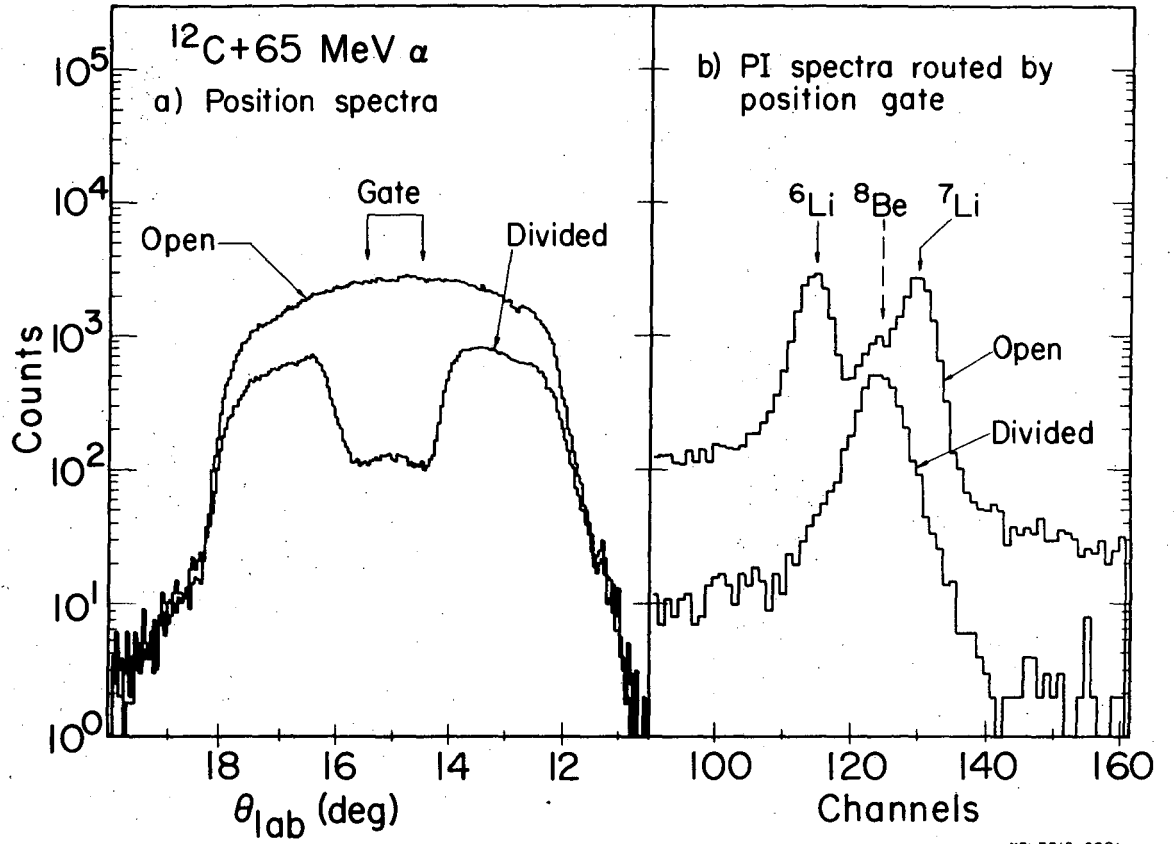 ¹²C+65 MeV α
a) Position spectra
b) PI spectra routed by
position gate
Gate
Open
Divided
⁶Li ⁸Be ⁷Li
Open
Divided
Counts
10⁵
10⁴
10³
10²
10¹
10⁰
18 16 14 12
θlab (deg)
100 120 140 160
Channels